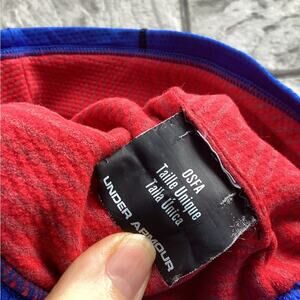 OSFA
Taille Unique
Talla Única
UNDER ARMOUR